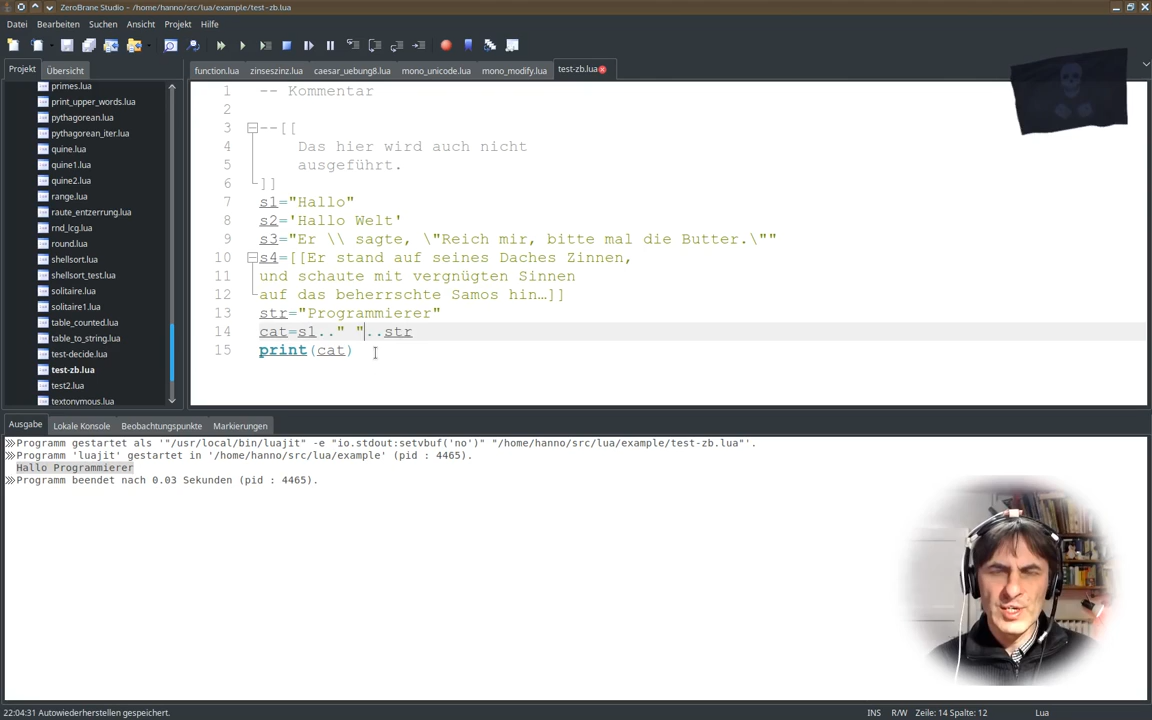 ZeroBrane Studio - /home/hanno/src/lua/example/test-zb.lua
Datei Bearbeiten Suchen Ansicht Projekt Hilfe
Projekt Übersicht
function.lua zinseszinz.lua caesar_uebung8.lua mono_unicode.lua mono_modify.lua test-zb.lua
primes.lua
print_upper_words.lua
pythagorean.lua
pythagorean_iter.lua
quine.lua
quine1.lua
quine2.lua
range.lua
raute_entzerrung.lua
rnd_lcg.lua
round.lua
shellsort.lua
shellsort_test.lua
solitaire.lua
solitaire1.lua
table_counted.lua
table_to_string.lua
test-decide.lua
test-zb.lua
test2.lua
textonymous.lua
1 -- Kommentar
2
3 --[[
4 Das hier wird auch nicht
5 ausgeführt.
6 ]]
7 s1="Hallo"
8 s2='Hallo Welt'
9 s3="Er \\ sagte, \"Reich mir, bitte mal die Butter.\""
10 s4=[[Er stand auf seines Daches Zinnen,
11 und schaute mit vergnügten Sinnen
12 auf das beherrschte Samos hin…]]
13 str="Programmierer"
14 cat=s1.." "..str
15 print(cat)
Ausgabe Lokale Konsole Beobachtungspunkte Markierungen
Programm gestartet als '"/usr/local/bin/luajit" -e "io.stdout:setvbuf('no')" "/home/hanno/src/lua/example/test-zb.lua"'.
Programm 'luajit' gestartet in '/home/hanno/src/lua/example' (pid : 4465).
Hallo Programmierer
Programm beendet nach 0.03 Sekunden (pid : 4465).
22:04:31 Autowiederherstellen gespeichert. INS R/W Zeile: 14 Spalte: 12 Lua